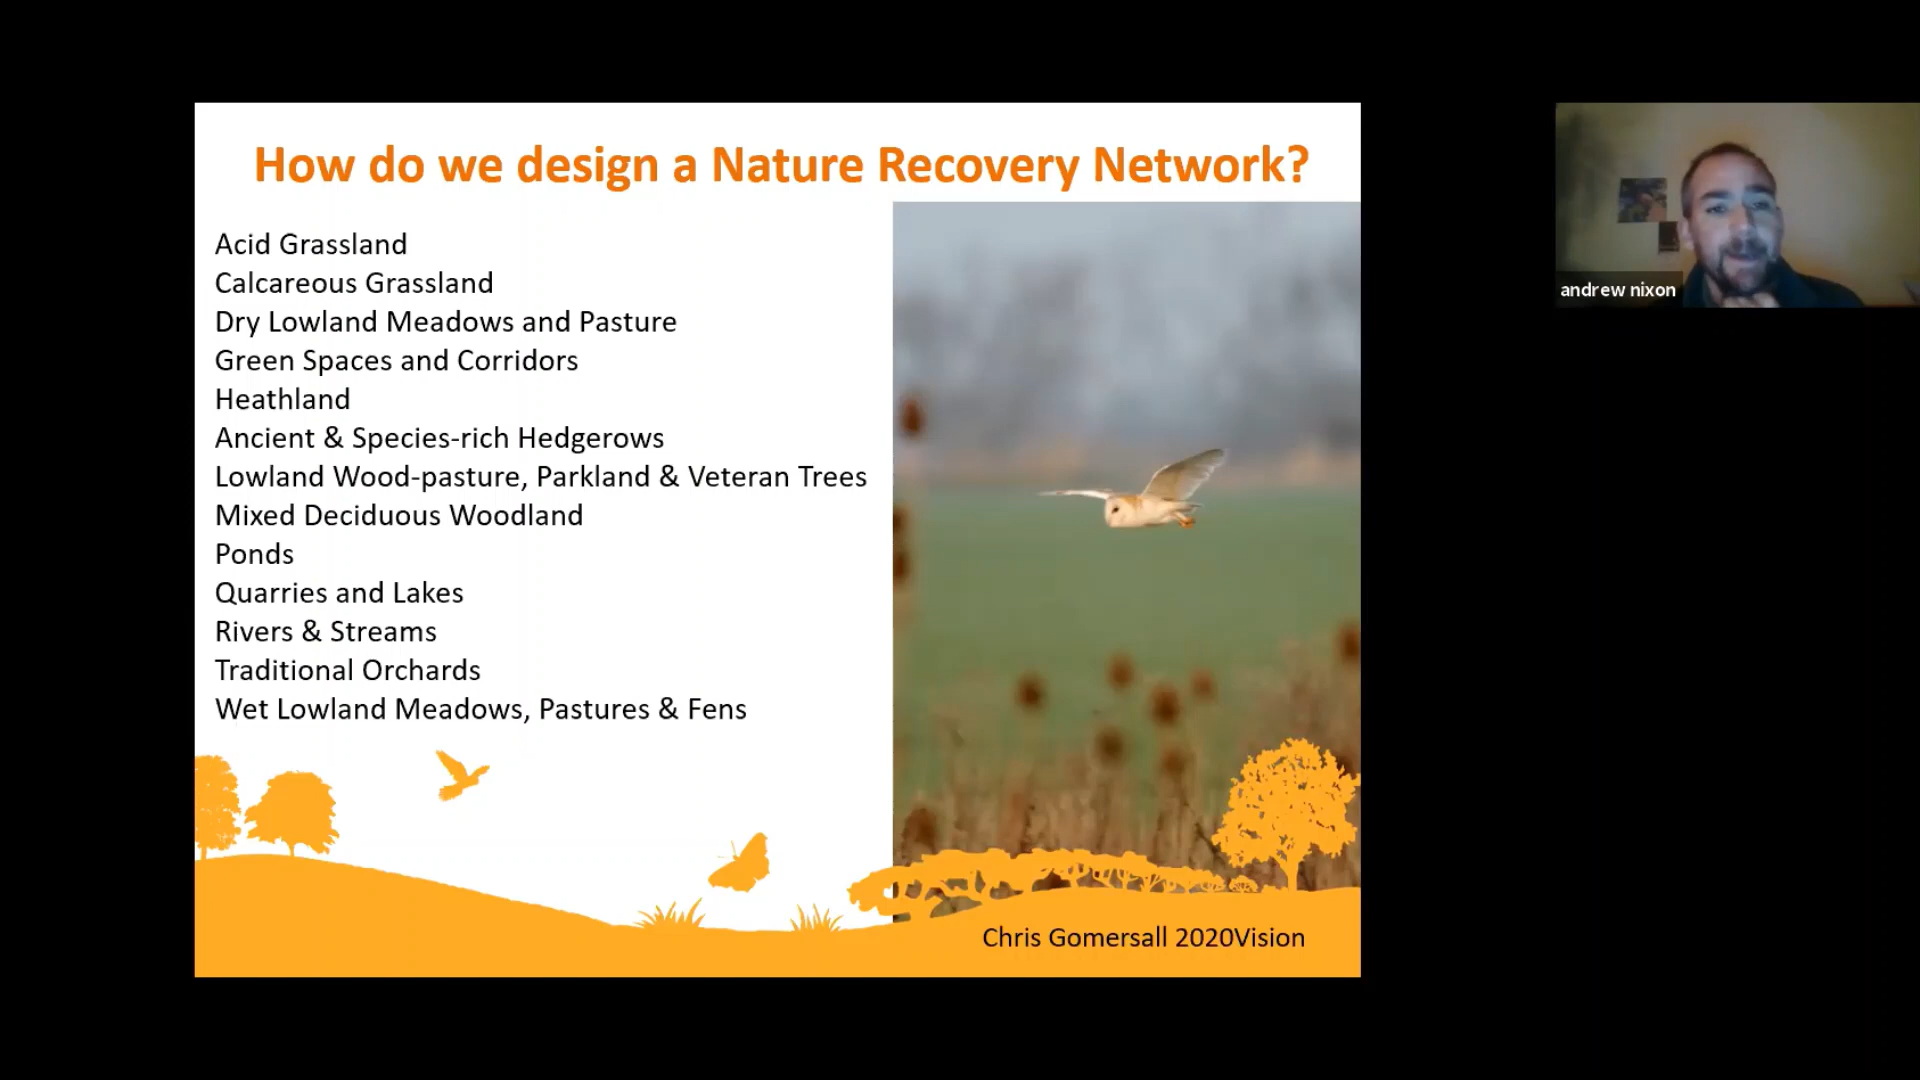 How do we design a Nature Recovery Network?
Acid Grassland
Calcareous Grassland
Dry Lowland Meadows and Pasture
Green Spaces and Corridors
Heathland
Ancient & Species-rich Hedgerows
Lowland Wood-pasture, Parkland & Veteran Trees
Mixed Deciduous Woodland
Ponds
Quarries and Lakes
Rivers & Streams
Traditional Orchards
Wet Lowland Meadows, Pastures & Fens
Chris Gomersall 2020Vision
andrew nixon